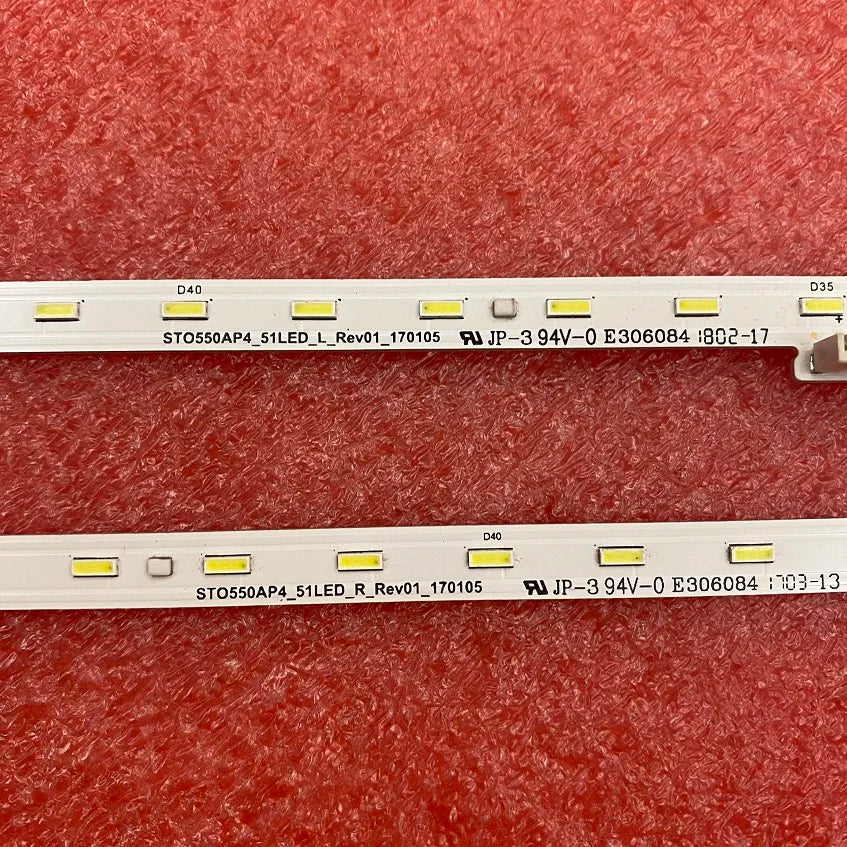 D40 D35
STO550AP4_51LED_L_Rev01_170105 JP-3 94V-0 E306084 1802-17
+
D40
STO550AP4_51LED_R_Rev01_170105 JP-3 94V-0 E306084 1703-13